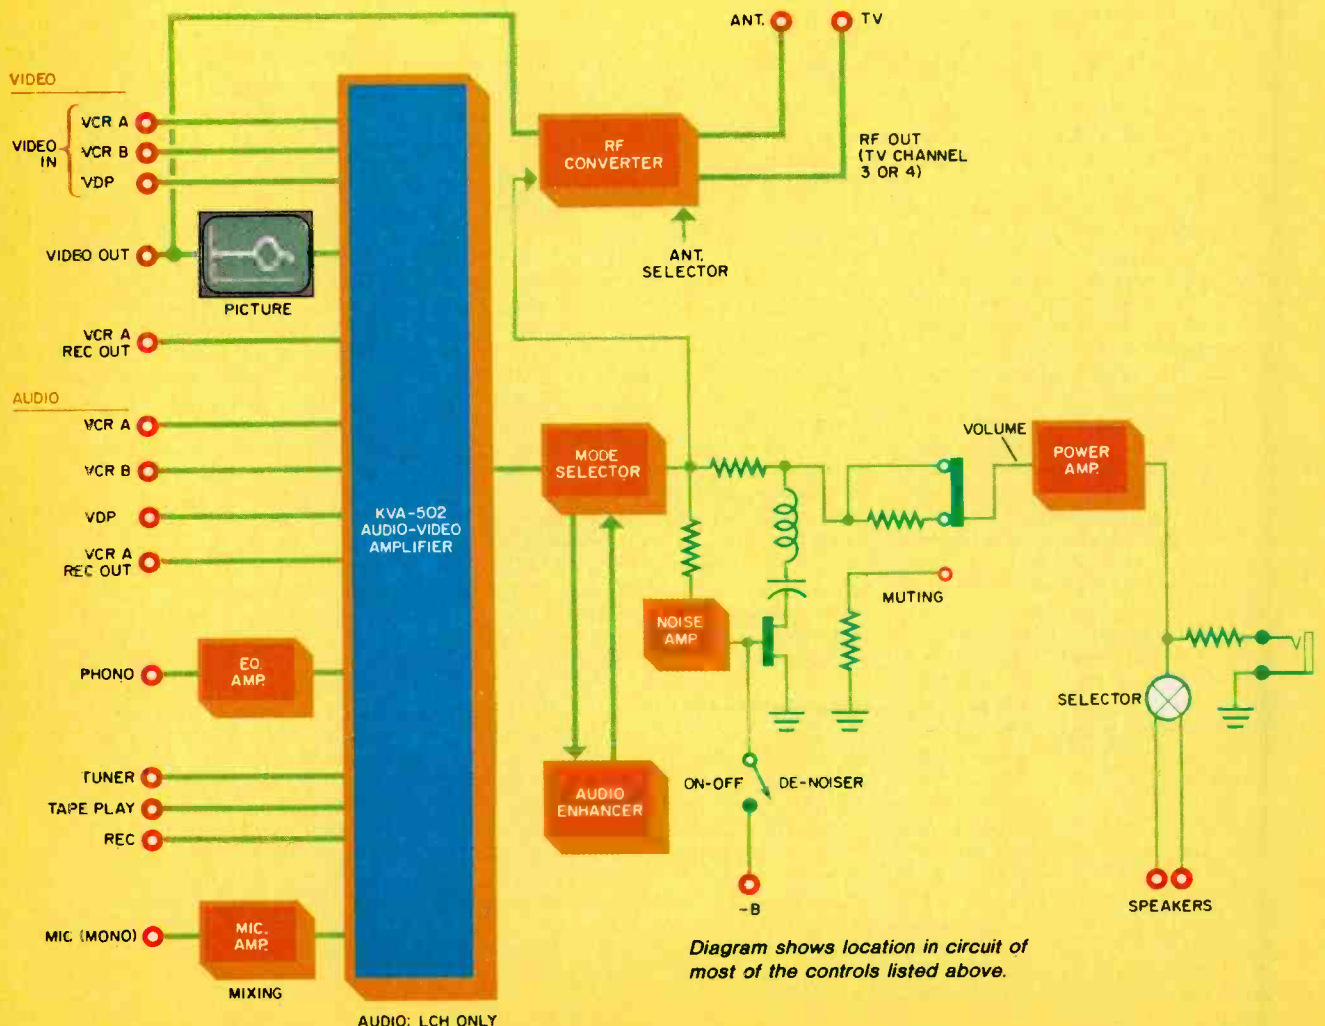 ANT.
TV
VIDEO
VIDEO
IN
VCR A
VCR B
VDP
RF
CONVERTER
RF OUT
(TV CHANNEL
3 OR 4)
VIDEO OUT
PICTURE
ANT.
SELECTOR
VCR A
REC OUT
AUDIO
VCR A
VCR B
VDP
VCR A
REC OUT
KVA-502
AUDIO-VIDEO
AMPLIFIER
MODE
SELECTOR
VOLUME
POWER
AMP.
NOISE
AMP
MUTING
PHONO
EQ.
AMP.
SELECTOR
TUNER
TAPE PLAY
REC
AUDIO
ENHANCER
ON-OFF
DE-NOISER
-B
SPEAKERS
MIC (MONO)
MIC.
AMP.
MIXING
Diagram shows location in circuit of
most of the controls listed above.
AUDIO: LCH ONLY